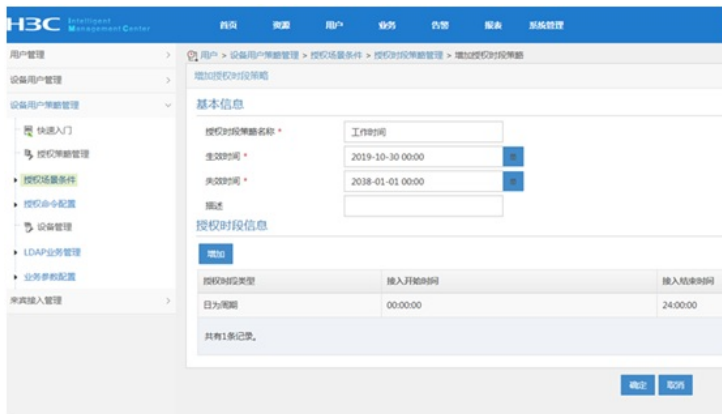 H3C Intelligent Management Center
首页 资源 用户 业务 告警 报表 系统管理
用户管理
设备用户管理
设备用户策略管理
快速入门
授权策略管理
授权场景条件
授权命令配置
设备管理
LDAP业务管理
业务参数配置
来宾接入管理
用户 > 设备用户策略管理 > 授权场景条件 > 授权时段策略管理 > 增加授权时段策略
增加授权时段策略
基本信息
授权时段策略名称 * 工作时间
生效时间 * 2019-10-30 00:00
失效时间 * 2038-01-01 00:00
描述
授权时段信息
增加
授权时段类型 接入开始时间 接入结束时间
日为周期 00:00:00 24:00:00
共有1条记录。
确定 取消